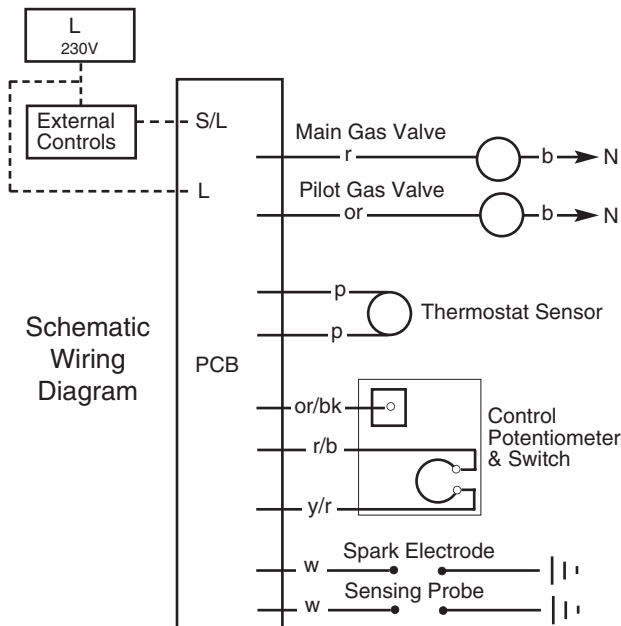 L
230V
External
Controls
S/L
L
Main Gas Valve
r
b
N
Pilot Gas Valve
or
b
N
p
Thermostat Sensor
p
Schematic
Wiring
Diagram
PCB
or/bk
r/b
y/r
Control
Potentiometer
& Switch
w
Spark Electrode
w
Sensing Probe